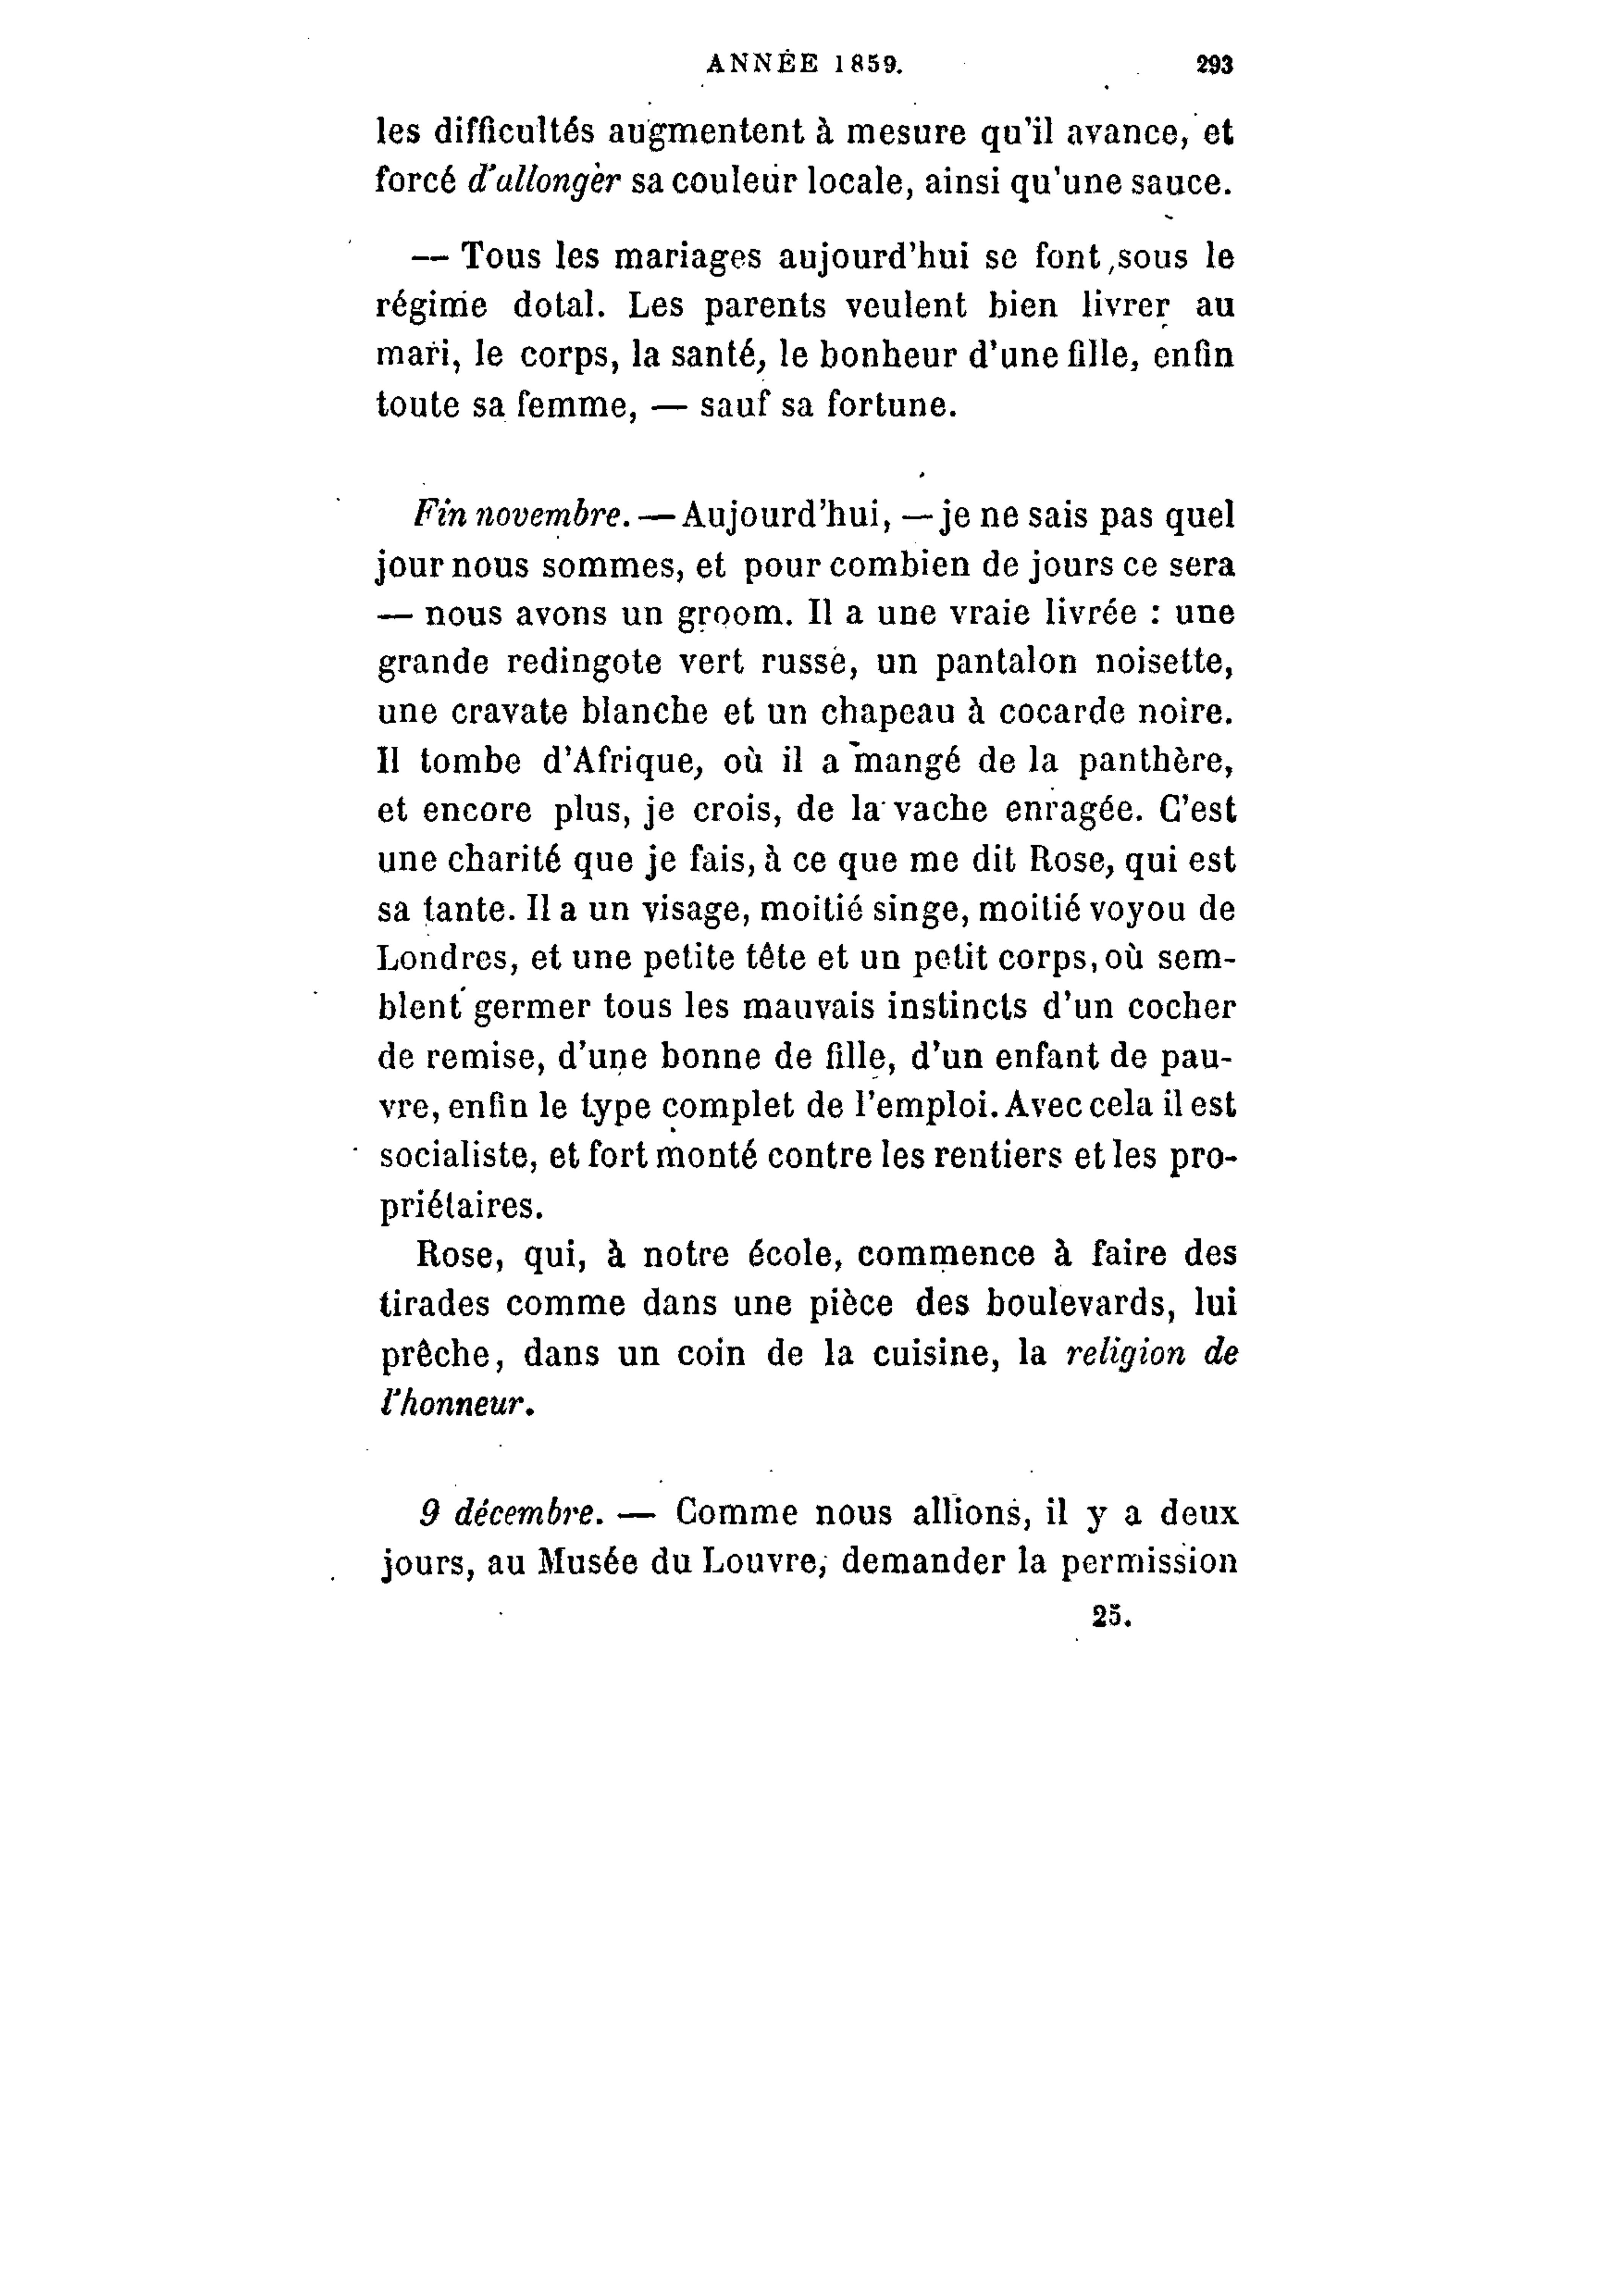 ANNÉE 1859. 293
les difficultés augmentent à mesure qu'il avance, et
forcé d'allonger sa couleur locale, ainsi qu'une sauce.
— Tous les mariages aujourd'hui se font sous le
régime dotal. Les parents veulent bien livrer au
mari, le corps, la santé, le bonheur d'une fille, enfin
toute sa femme, — sauf sa fortune.
Fin novembre. — Aujourd'hui, — je ne sais pas quel
jour nous sommes, et pour combien de jours ce sera
— nous avons un groom. Il a une vraie livrée : une
grande redingote vert russe, un pantalon noisette,
une cravate blanche et un chapeau à cocarde noire.
Il tombe d'Afrique, où il a mangé de la panthère,
et encore plus, je crois, de la vache enragée. C'est
une charité que je fais, à ce que me dit Rose, qui est
sa tante. Il a un visage, moitié singe, moitié voyou de
Londres, et une petite tête et un petit corps, où sem-
blent germer tous les mauvais instincts d'un cocher
de remise, d'une bonne de fille, d'un enfant de pau-
vre, enfin le type complet de l'emploi. Avec cela il est
socialiste, et fort monté contre les rentiers et les pro-
priétaires.
Rose, qui, à notre école, commence à faire des
tirades comme dans une pièce des boulevards, lui
prêche, dans un coin de la cuisine, la religion de
l'honneur.
9 décembre. — Comme nous allions, il y a deux
jours, au Musée du Louvre, demander la permission
25.